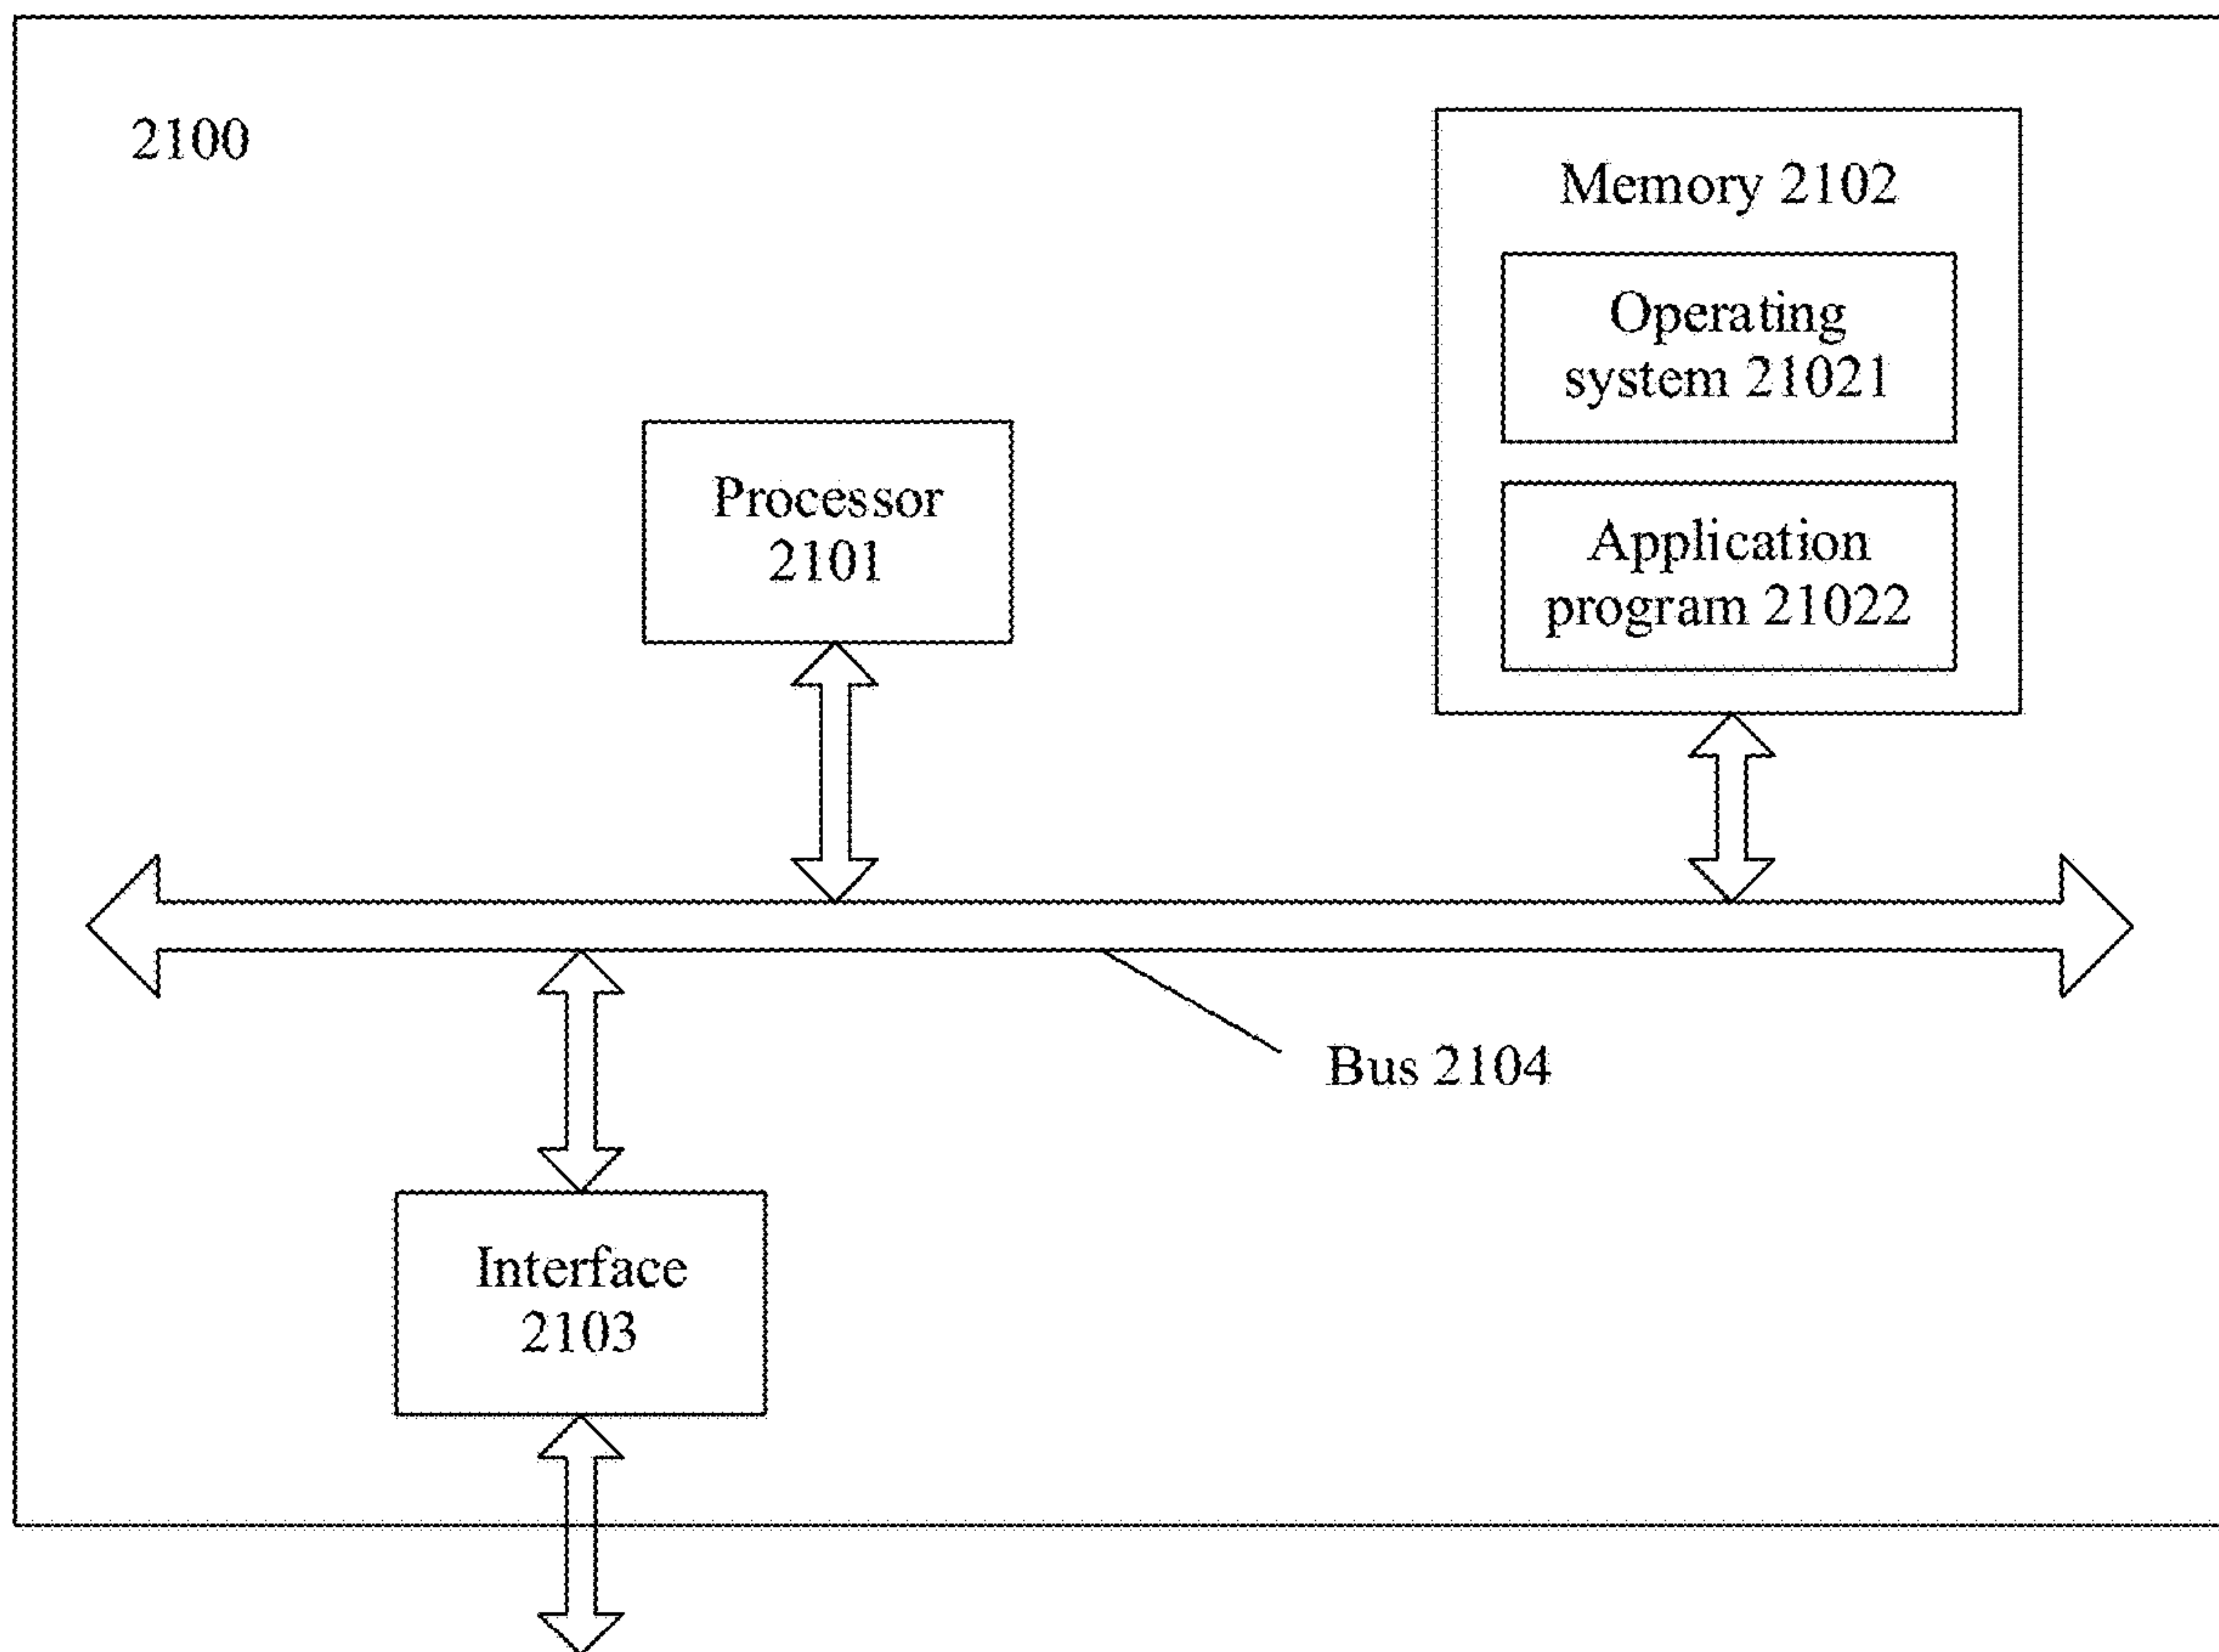 2100
Memory 2102
Operating
system 21021
Application
program 21022
Processor
2101
Bus 2104
Interface
2103